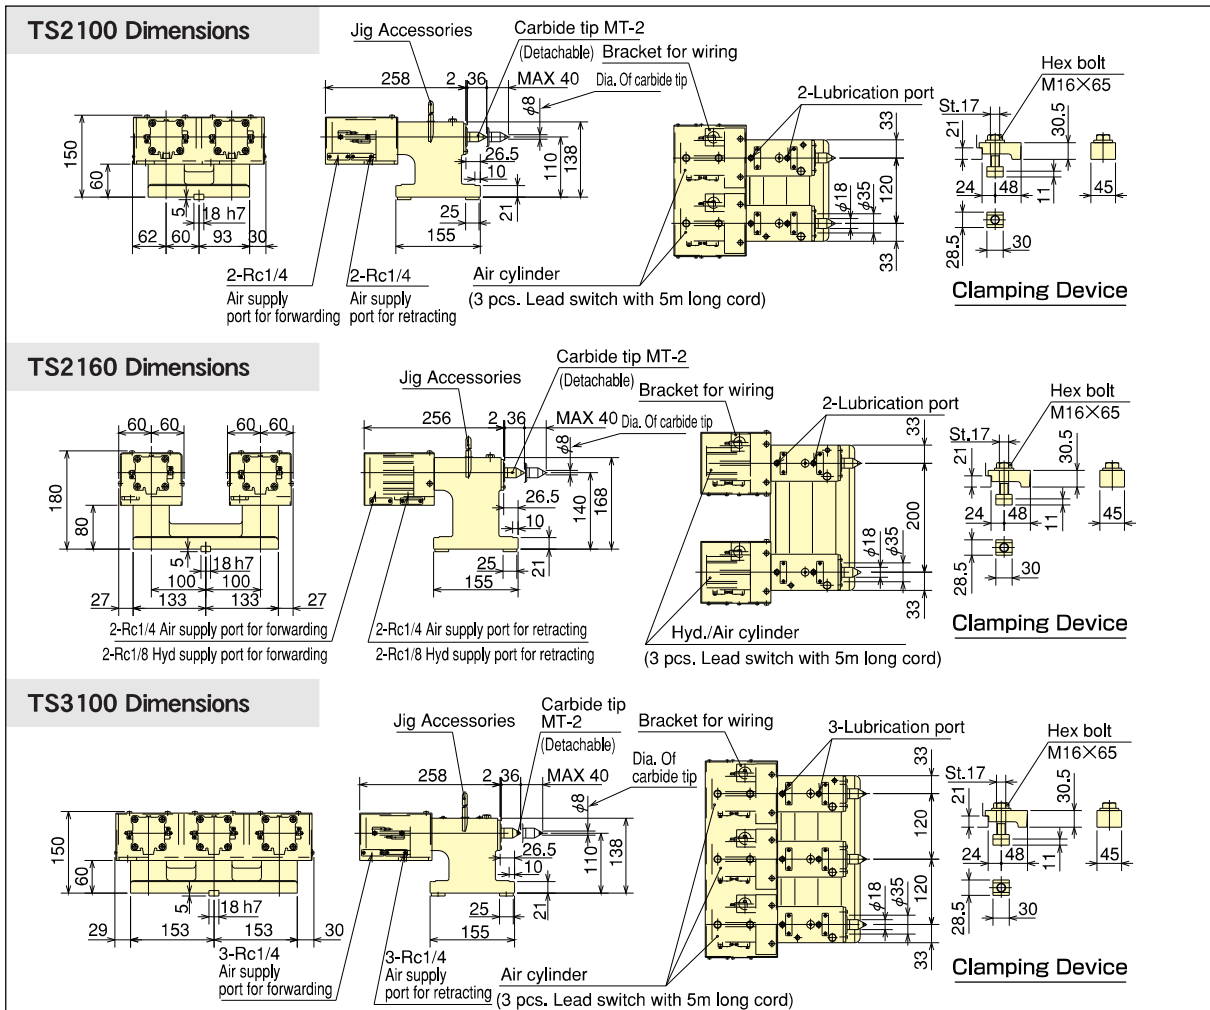 TS2100 Dimensions
Jig Accessories
Carbide tip MT-2
(Detachable)
Bracket for wiring
Dia. Of carbide tip
2-Lubrication port
Hex bolt
M16×65
St.17
258
2
36
MAX 40
φ8
150
60
5
18 h7
62
60
93
30
26.5
10
110
138
25
21
155
33
120
33
φ18
φ35
21
30.5
24
48
11
45
28.5
30
2-Rc1/4
Air supply
port for forwarding
2-Rc1/4
Air supply
port for retracting
Air cylinder
(3 pcs. Lead switch with 5m long cord)
Clamping Device
TS2160 Dimensions
Jig Accessories
Carbide tip MT-2
(Detachable)
Bracket for wiring
Dia. Of carbide tip
2-Lubrication port
Hex bolt
M16×65
St.17
60
60
60
60
256
2
36
MAX 40
φ8
180
80
5
18 h7
100
100
27
133
133
27
26.5
10
140
168
25
21
155
33
200
33
φ18
φ35
21
30.5
24
48
11
45
28.5
30
2-Rc1/4 Air supply port for forwarding
2-Rc1/8 Hyd supply port for forwarding
2-Rc1/4 Air supply port for retracting
2-Rc1/8 Hyd supply port for retracting
Hyd./Air cylinder
(3 pcs. Lead switch with 5m long cord)
Clamping Device
TS3100 Dimensions
Jig Accessories
Carbide tip
MT-2
(Detachable)
Bracket for wiring
Dia. Of
carbide tip
3-Lubrication port
Hex bolt
M16×65
St.17
258
2
36
MAX 40
φ8
150
60
5
18 h7
29
153
153
30
26.5
10
110
138
25
21
155
33
120
120
33
φ18
φ35
21
30.5
24
48
11
45
28.5
30
3-Rc1/4
Air supply
port for forwarding
3-Rc1/4
Air supply
port for retracting
Air cylinder
(3 pcs. Lead switch with 5m long cord)
Clamping Device